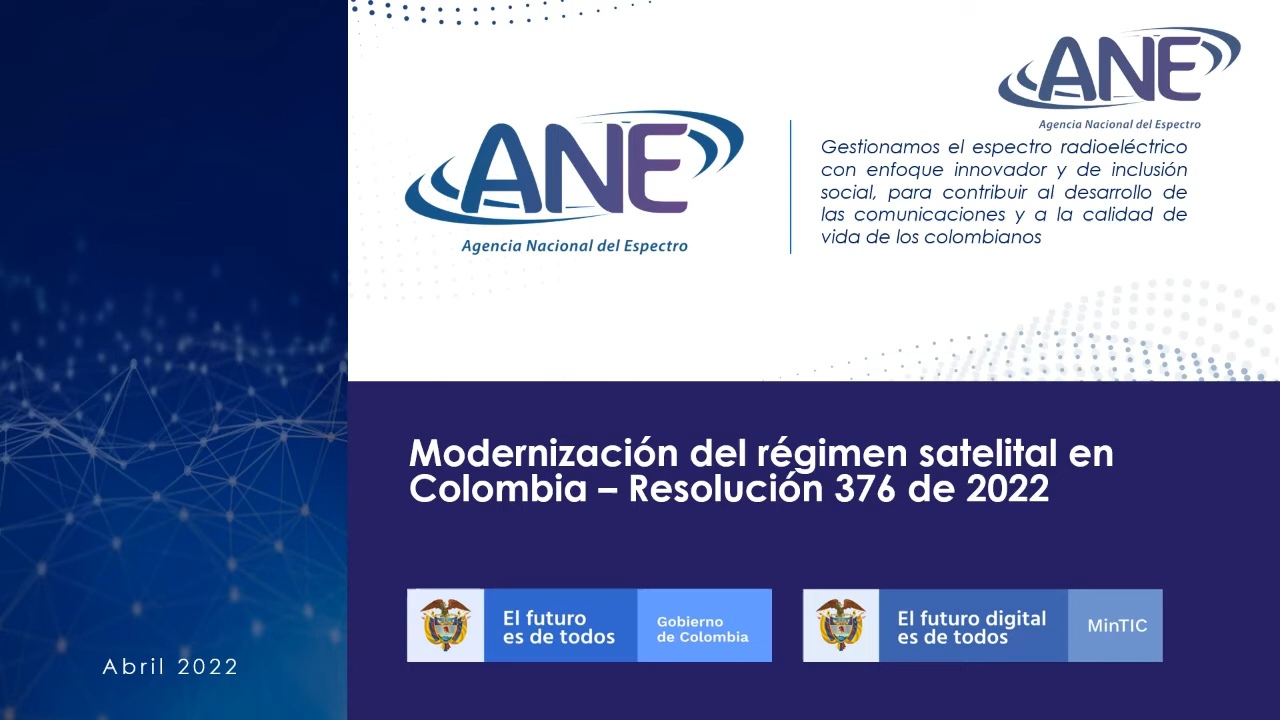 ANE
Agencia Nacional del Espectro
ANE
Agencia Nacional del Espectro
Gestionamos el espectro radioeléctrico
con enfoque innovador y de inclusión
social, para contribuir al desarrollo de
las comunicaciones y a la calidad de
vida de los colombianos
Modernización del régimen satelital en
Colombia – Resolución 376 de 2022
El futuro
es de todos
Gobierno
de Colombia
El futuro digital
es de todos
MinTIC
Abril 2022